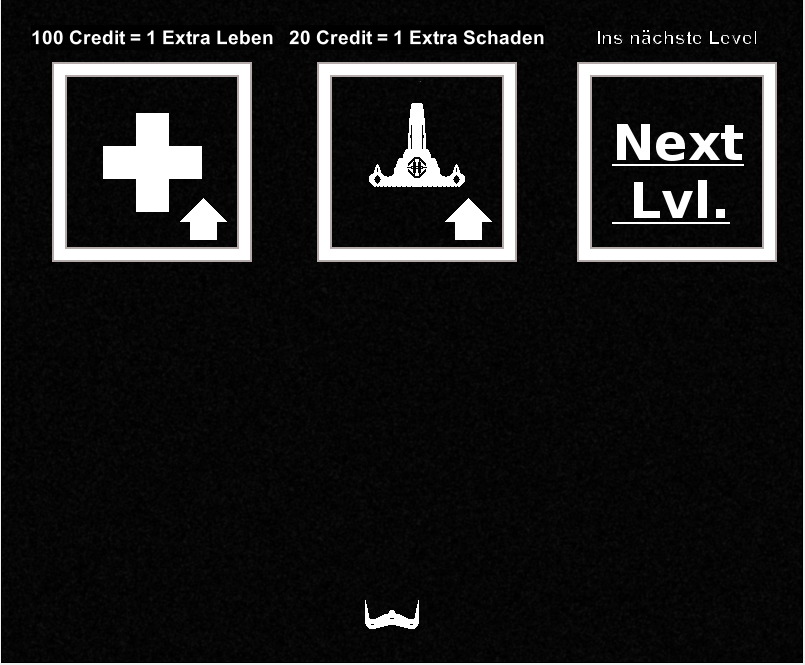 100 Credit = 1 Extra Leben
20 Credit = 1 Extra Schaden
Ins nächste Level
Next
Lvl.